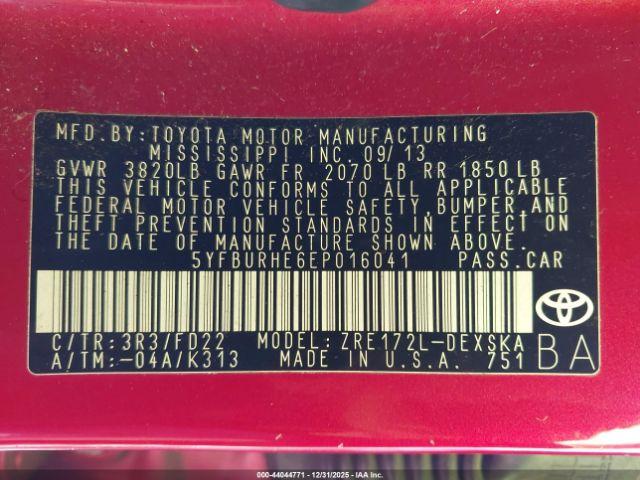 MFD.BY:TOYOTA MOTOR MANUFACTURING
MISSISSIPPI INC. 09/13
GVWR 3820LB GAWR FR 2070 LB RR 1850 LB
THIS VEHICLE CONFORMS TO ALL APPLICABLE
FEDERAL MOTOR VEHICLE SAFETY, BUMPER, AND
THEFT PREVENTION STANDARDS IN EFFECT ON
THE DATE OF MANUFACTURE SHOWN ABOVE.
5YFBURHE6EP016041 PASS.CAR
C/TR:3R3/FD22 MODEL:ZRE172L-DEXSKA
A/TM:-04A/K313 MADE IN U.S.A. 751
BA
000-44044771 - 12/31/2025 - IAA Inc.